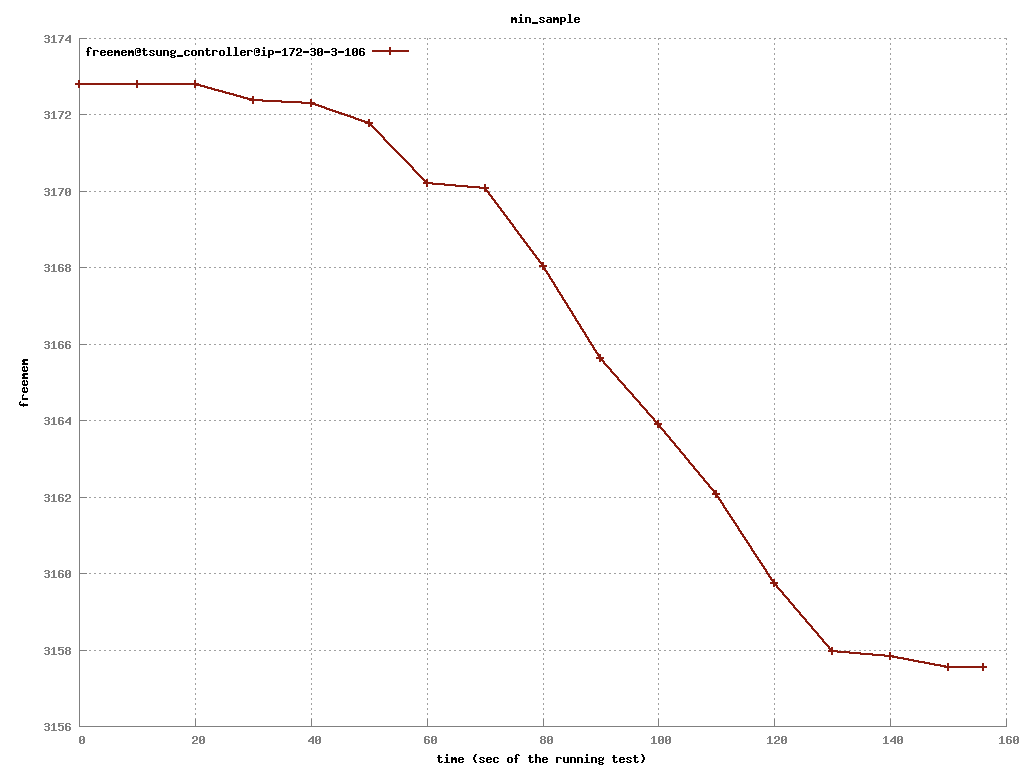 min_sample
freemem@tsung_controller@ip-172-30-3-106
3174
3172
3170
3168
3166
3164
3162
3160
3158
3156
freemem
0 20 40 60 80 100 120 140 160
time (sec of the running test)